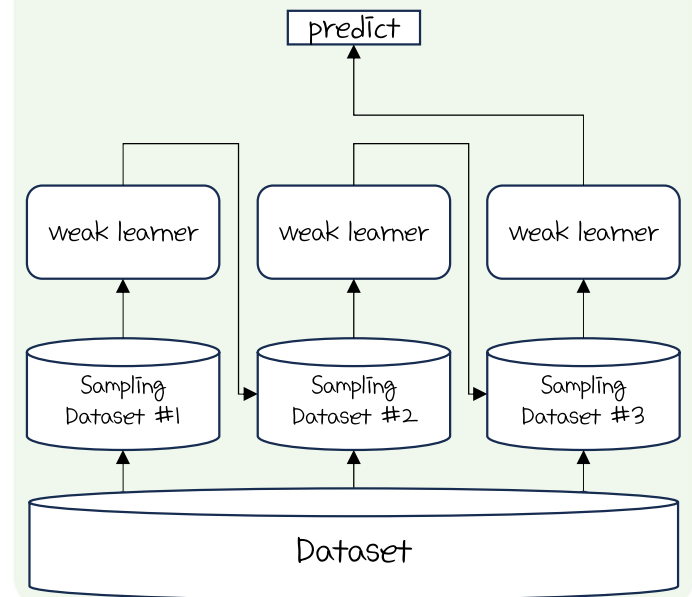 predict
weak learner
weak learner
weak learner
Sampling
Dataset #1
Sampling
Dataset #2
Sampling
Dataset #3
Dataset